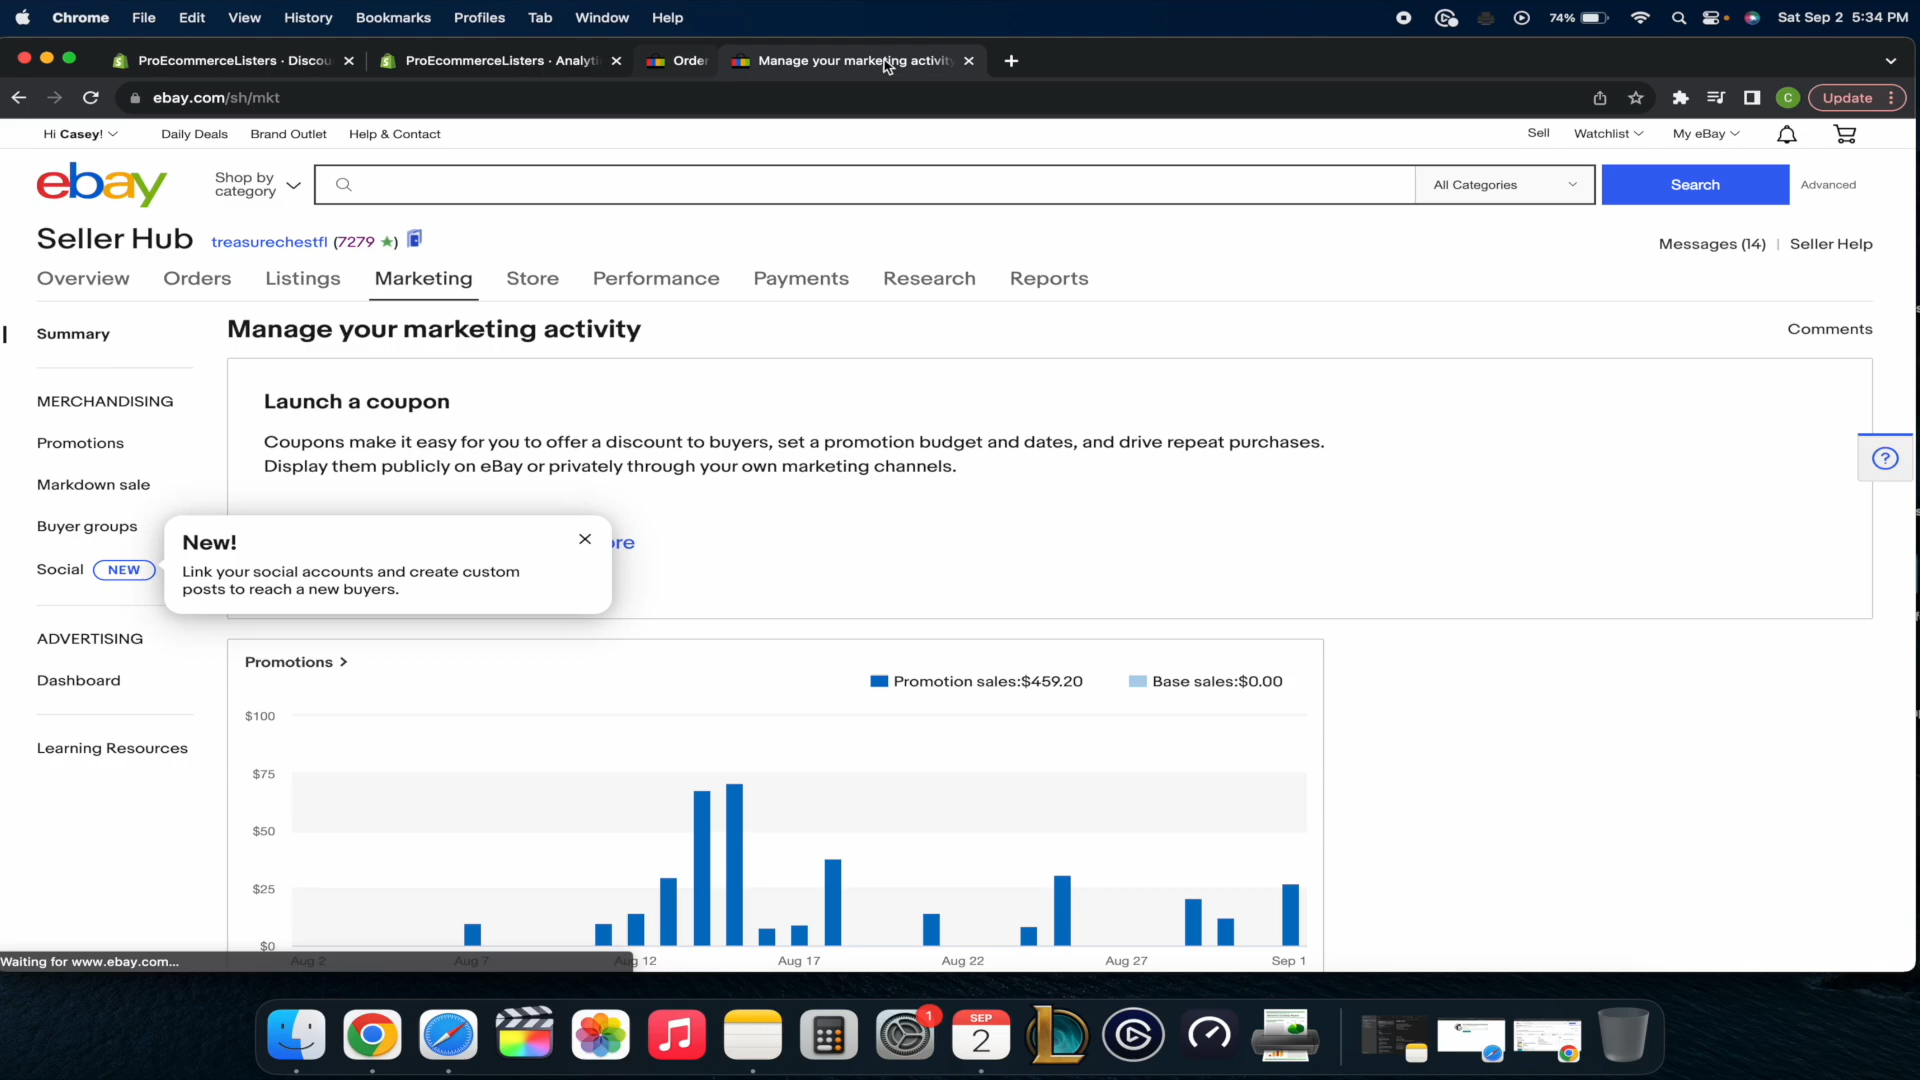 Chrome File Edit View History Bookmarks Profiles Tab Window Help 74% Sat Sep 2 5:34 PM
ProEcommerceListers · Discou ProEcommerceListers · Analyti Order Manage your marketing activity
ebay.com/sh/mkt C Update
Hi Casey! Daily Deals Brand Outlet Help & Contact Sell Watchlist My eBay
ebay Shop by category All Categories Search Advanced
Seller Hub treasurechestfl (7279 ★) Messages (14) | Seller Help
Overview Orders Listings Marketing Store Performance Payments Research Reports
Summary
MERCHANDISING
Promotions
Markdown sale
Buyer groups
Social NEW
ADVERTISING
Dashboard
Learning Resources
Manage your marketing activity Comments
Launch a coupon
Coupons make it easy for you to offer a discount to buyers, set a promotion budget and dates, and drive repeat purchases.
Display them publicly on eBay or privately through your own marketing channels.
New!
Link your social accounts and create custom
posts to reach a new buyers.
ore
?
Promotions >
Promotion sales:$459.20 Base sales:$0.00
$100
$75
$50
$25
$0
Aug 2 Aug 7 Aug 12 Aug 17 Aug 22 Aug 27 Sep 1
Waiting for www.ebay.com...
1
SEP
2